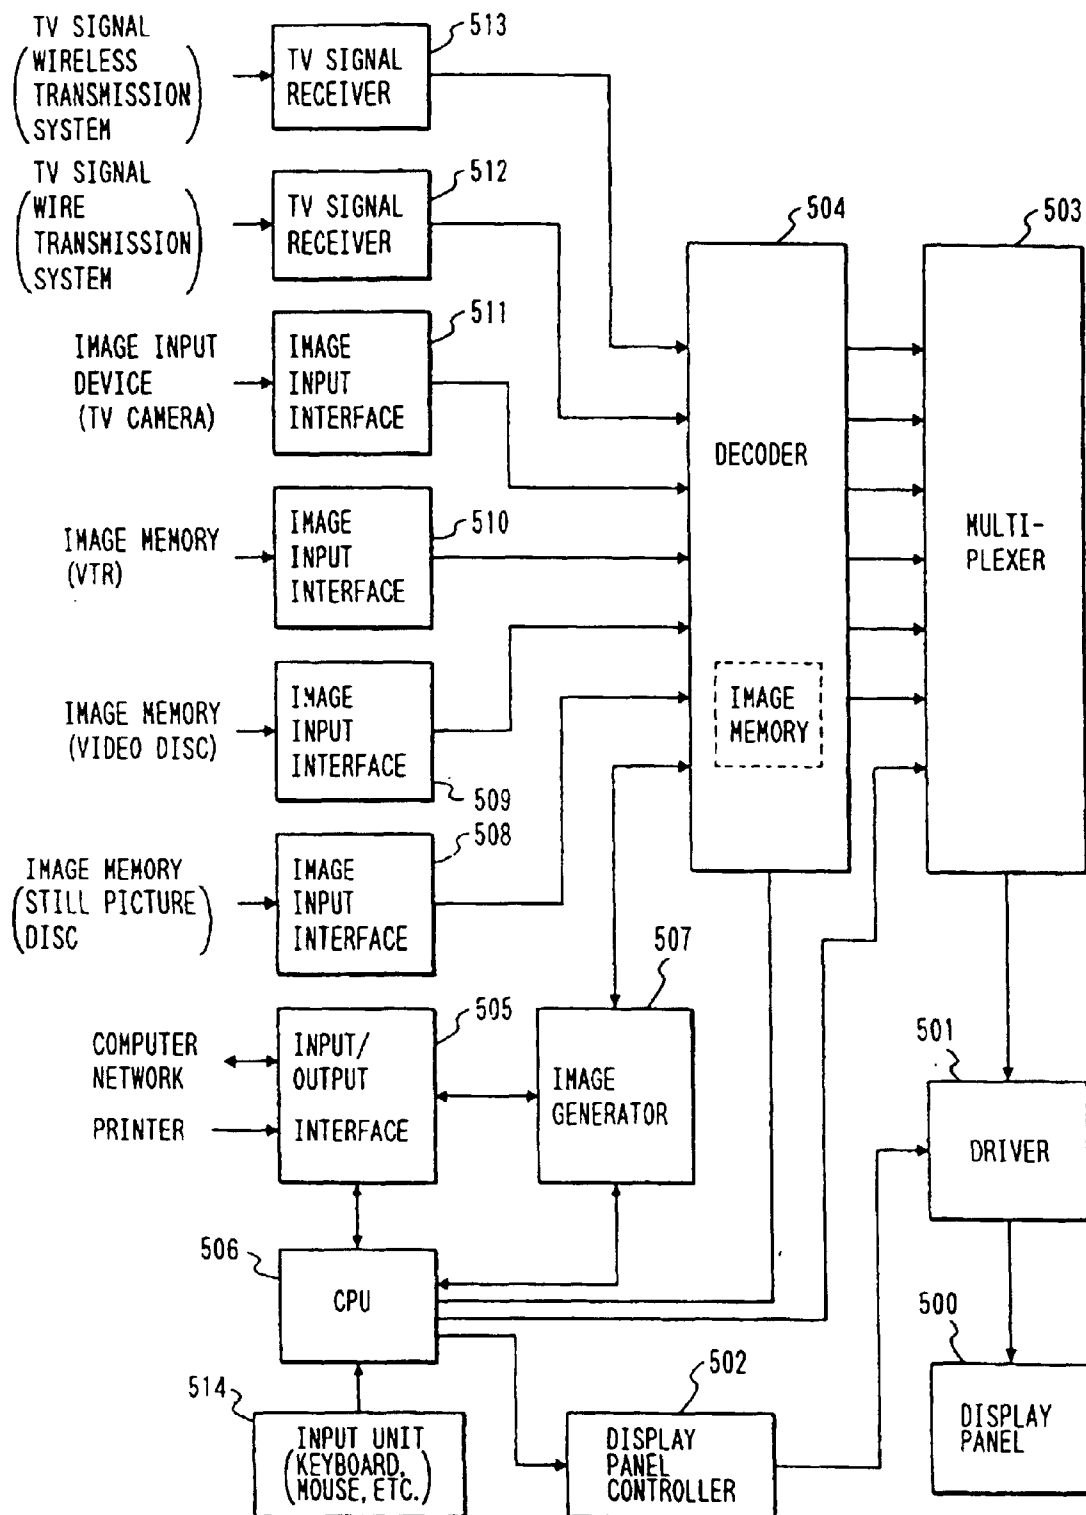 TV SIGNAL
WIRELESS
TRANSMISSION
SYSTEM
TV SIGNAL
RECEIVER
513
TV SIGNAL
WIRE
TRANSMISSION
SYSTEM
TV SIGNAL
RECEIVER
512
504
503
IMAGE INPUT
DEVICE
(TV CAMERA)
IMAGE
INPUT
INTERFACE
511
DECODER
IMAGE
MEMORY
MULTI-
PLEXER
IMAGE MEMORY
(VTR)
IMAGE
INPUT
INTERFACE
510
IMAGE MEMORY
(VIDEO DISC)
IMAGE
INPUT
INTERFACE
509
IMAGE MEMORY
(STILL PICTURE
DISC)
IMAGE
INPUT
INTERFACE
508
507
COMPUTER
NETWORK
PRINTER
INPUT/
OUTPUT
INTERFACE
505
IMAGE
GENERATOR
501
DRIVER
506
CPU
500
DISPLAY
PANEL
514
INPUT UNIT
(KEYBOARD,
MOUSE, ETC.)
502
DISPLAY
PANEL
CONTROLLER